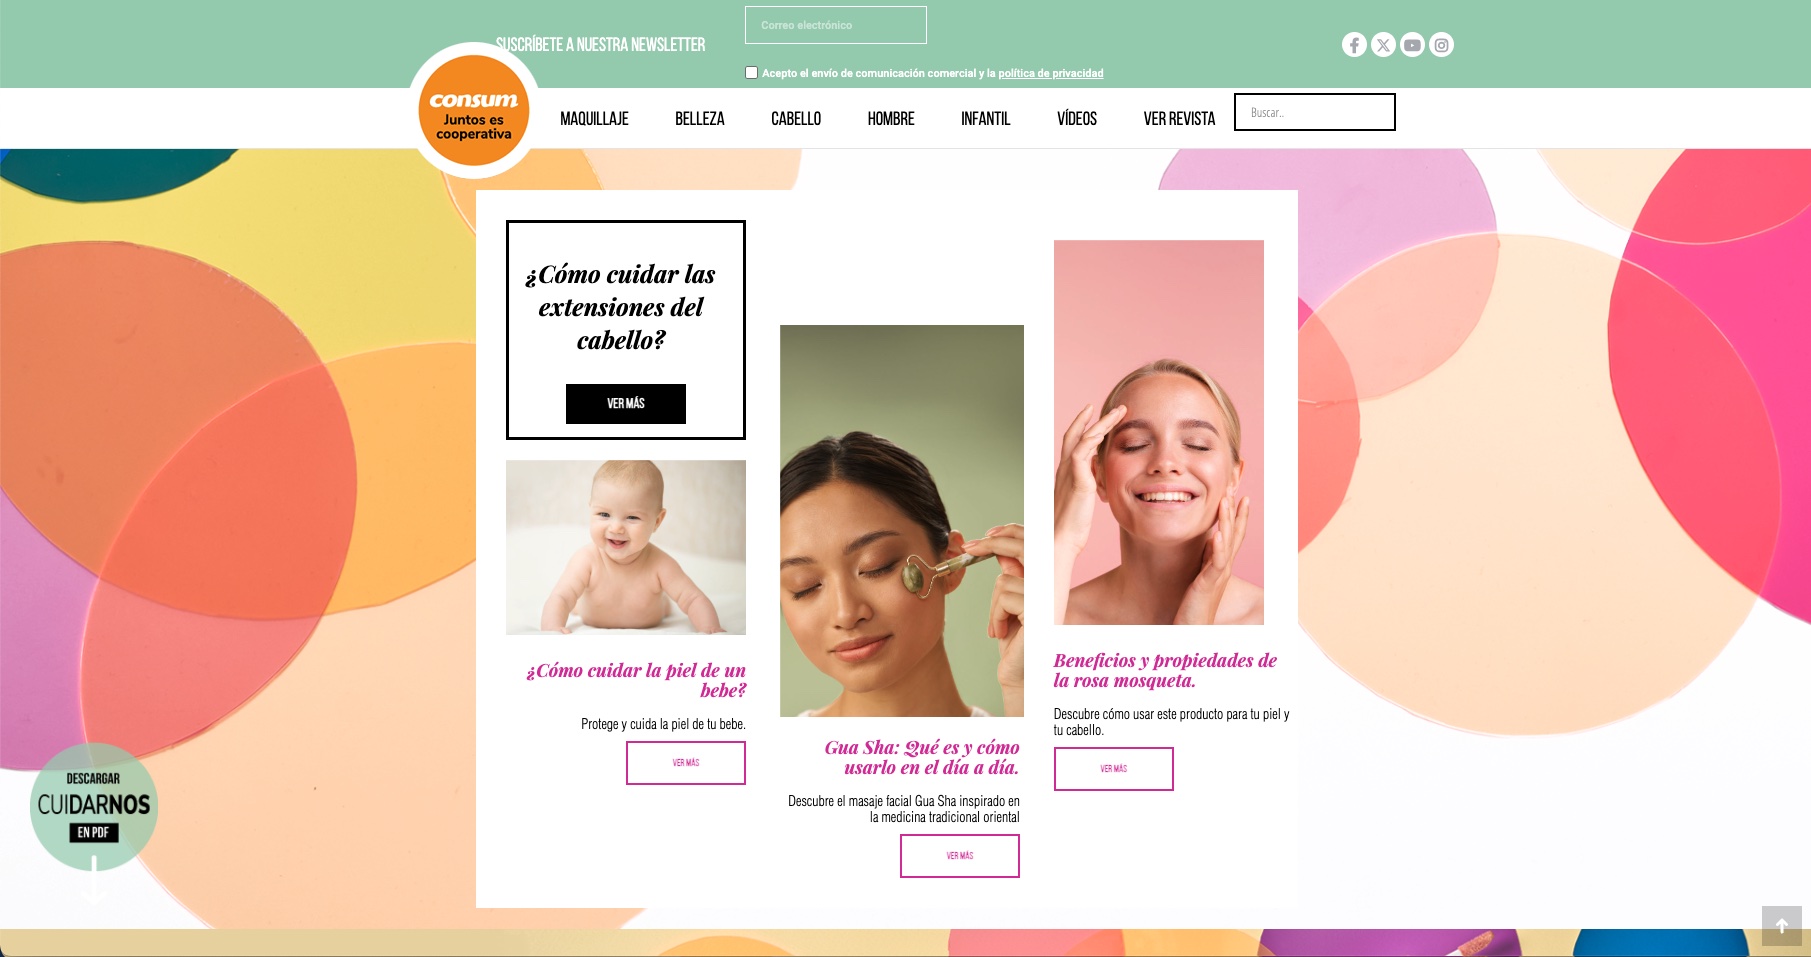 Correo electrónico
SUSCRÍBETE A NUESTRA NEWSLETTER
Acepto el envío de comunicación comercial y la política de privacidad
consum
Juntos es
cooperativa
MAQUILLAJE BELLEZA CABELLO HOMBRE INFANTIL VÍDEOS VER REVISTA Buscar..
¿Cómo cuidar las
extensiones del
cabello?
VER MÁS
¿Cómo cuidar la piel de un
bebe?
Protege y cuida la piel de tu bebe.
VER MÁS
Gua Sha: Qué es y cómo
usarlo en el día a día.
Descubre el masaje facial Gua Sha inspirado en
la medicina tradicional oriental
VER MÁS
Beneficios y propiedades de
la rosa mosqueta.
Descubre cómo usar este producto para tu piel y
tu cabello.
VER MÁS
DESCARGAR
CUIDARNOS
EN PDF